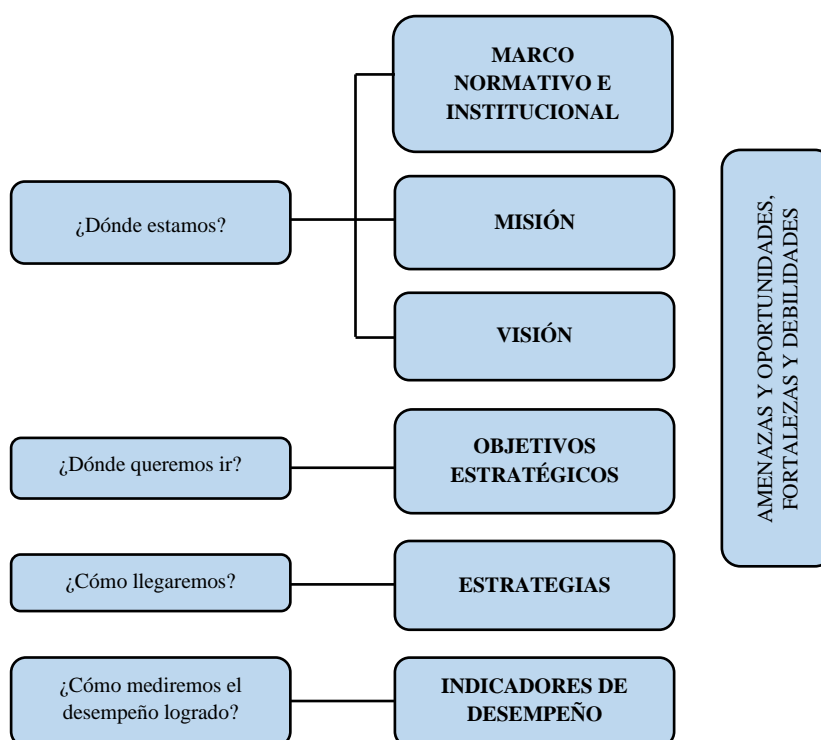 MARCO
NORMATIVO E
INSTITUCIONAL
¿Dónde estamos?
MISIÓN
VISIÓN
¿Dónde queremos ir?
OBJETIVOS
ESTRATÉGICOS
¿Cómo llegaremos?
ESTRATEGIAS
¿Cómo mediremos el
desempeño logrado?
INDICADORES DE
DESEMPEÑO
AMENAZAS Y OPORTUNIDADES,
FORTALEZAS Y DEBILIDADES